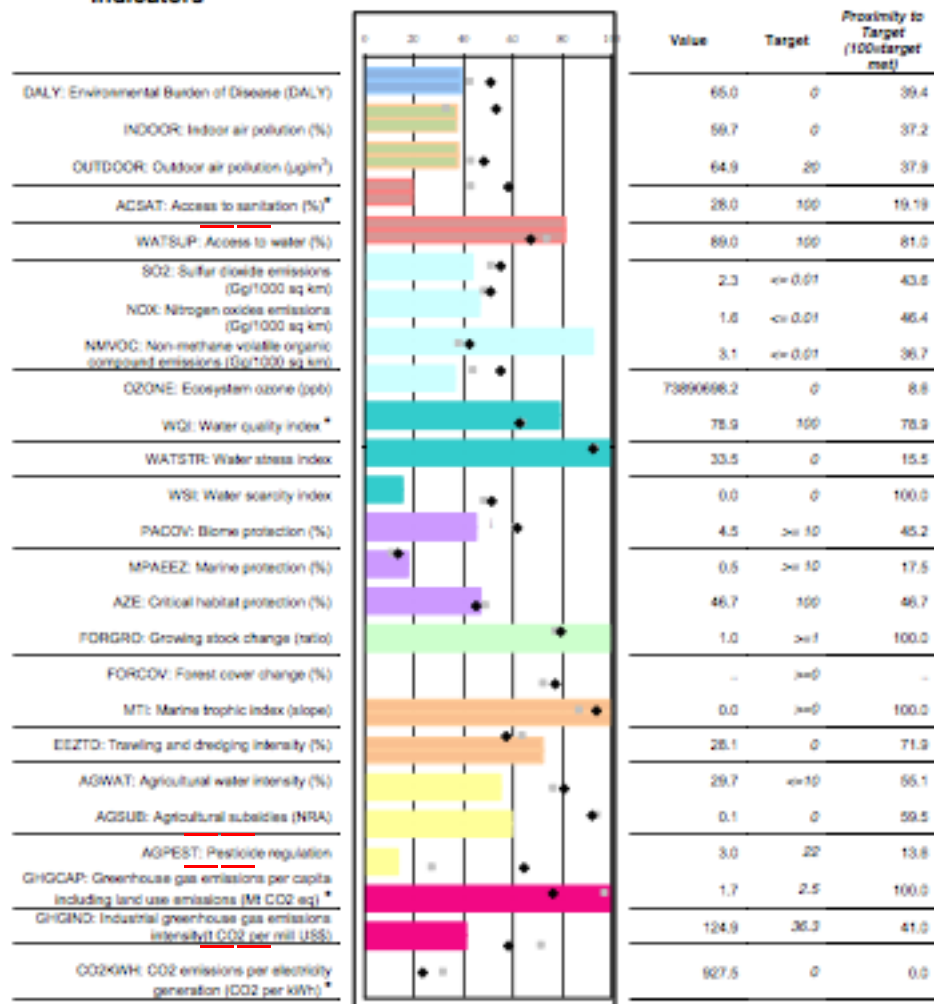 Indicators
Proximity to
Value Target Target
(100=target
met)
0 20 40 60 80 100
DALY: Environmental Burden of Disease (DALY) 65.0 0 39.4
INDOOR: Indoor air pollution (%) 59.7 0 37.2
OUTDOOR: Outdoor air pollution (µg/m³) 64.9 20 37.9
ACSAT: Access to sanitation (%)* 28.0 100 19.19
WATSUP: Access to water (%) 89.0 100 81.0
SO2: Sulfur dioxide emissions
(Gg/1000 sq km) 2.3 <= 0.01 43.6
NOX: Nitrogen oxides emissions
(Gg/1000 sq km) 1.6 <= 0.01 46.4
NMVOC: Non-methane volatile organic
compound emissions (Gg/1000 sq km) 3.1 <= 0.01 36.7
OZONE: Ecosystem ozone (ppb) 73890698.2 0 8.8
WQI: Water quality index * 78.9 100 78.9
WATSTR: Water stress index 33.5 0 15.5
WSI: Water scarcity index 0.0 0 100.0
PACOV: Biome protection (%) 4.5 >= 10 45.2
MPAEEZ: Marine protection (%) 0.5 >= 10 17.5
AZE: Critical habitat protection (%) 46.7 100 46.7
FORGRO: Growing stock change (ratio) 1.0 >=1 100.0
FORCOV: Forest cover change (%) .. >=0 ..
MTI: Marine trophic index (slope) 0.0 >=0 100.0
EEZTD: Trawling and dredging intensity (%) 28.1 0 71.9
AGWAT: Agricultural water intensity (%) 29.7 <=10 55.1
AGSUB: Agricultural subsidies (NRA) 0.1 0 59.5
AGPEST: Pesticide regulation 3.0 22 13.6
GHGCAP: Greenhouse gas emissions per capita
including land use emissions (Mt CO2 eq) * 1.7 2.5 100.0
GHGIND: Industrial greenhouse gas emissions
intensity(t CO2 per mill US$) 124.9 36.3 41.0
CO2KWH: CO2 emissions per electricity
generation (CO2 per kWh) * 927.5 0 0.0